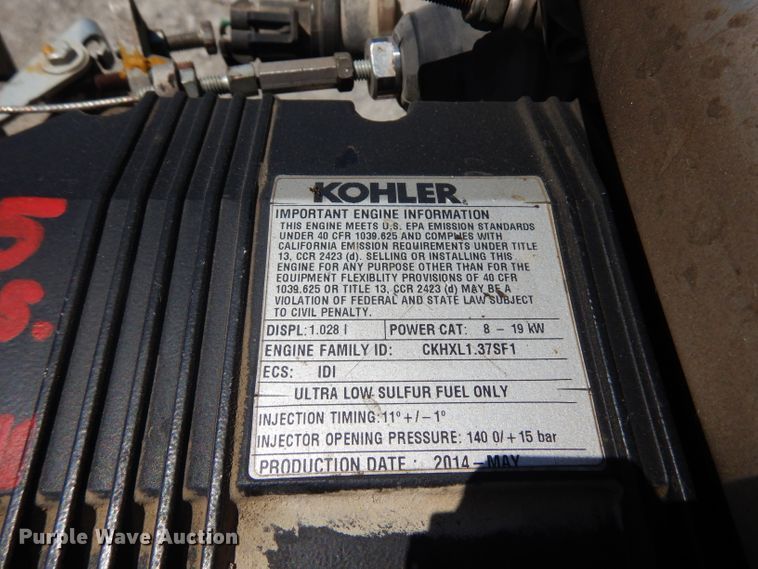 KOHLER
IMPORTANT ENGINE INFORMATION
THIS ENGINE MEETS U.S. EPA EMISSION STANDARDS
UNDER 40 CFR 1039.625 AND COMPLIES WITH
CALIFORNIA EMISSION REQUIREMENTS UNDER TITLE
13, CCR 2423 (d). SELLING OR INSTALLING THIS
ENGINE FOR ANY PURPOSE OTHER THAN FOR THE
EQUIPMENT FLEXIBLITY PROVISIONS OF 40 CFR
1039.625 OR TITLE 13, CCR 2423 (d) MAY BE A
VIOLATION OF FEDERAL AND STATE LAW SUBJECT
TO CIVIL PENALTY.
DISPL: 1.028 l POWER CAT: 8 - 19 kW
ENGINE FAMILY ID: CKHXL1.37SF1
ECS: IDI
ULTRA LOW SULFUR FUEL ONLY
INJECTION TIMING: 11° +/- 1°
INJECTOR OPENING PRESSURE: 140 0/+15 bar
PRODUCTION DATE: 2014-MAY
5
s.
Purple Wave Auction